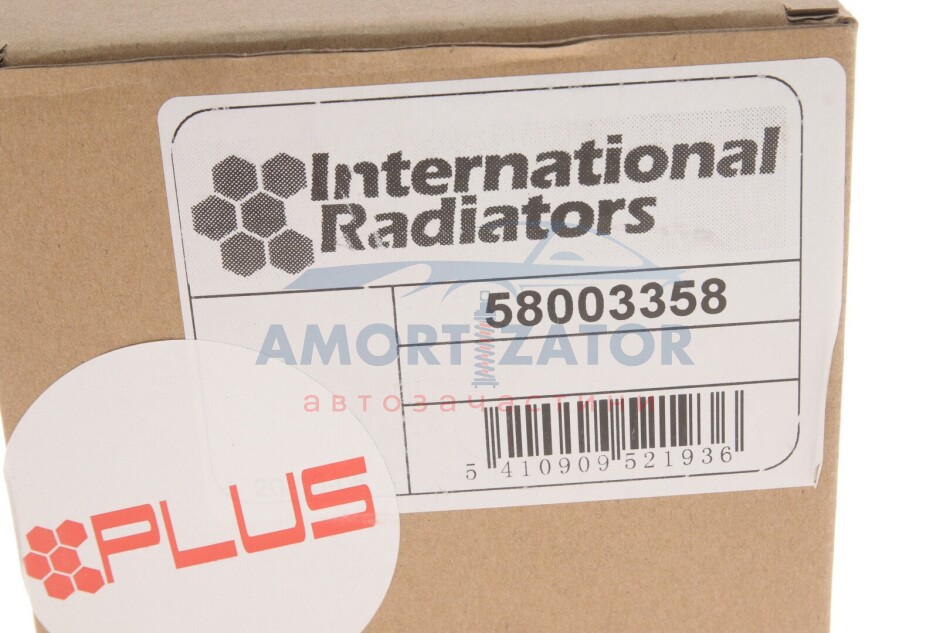 International
Radiators
58003358
AMORTIZATOR
автозапчастини
5 410909 521936
PLUS